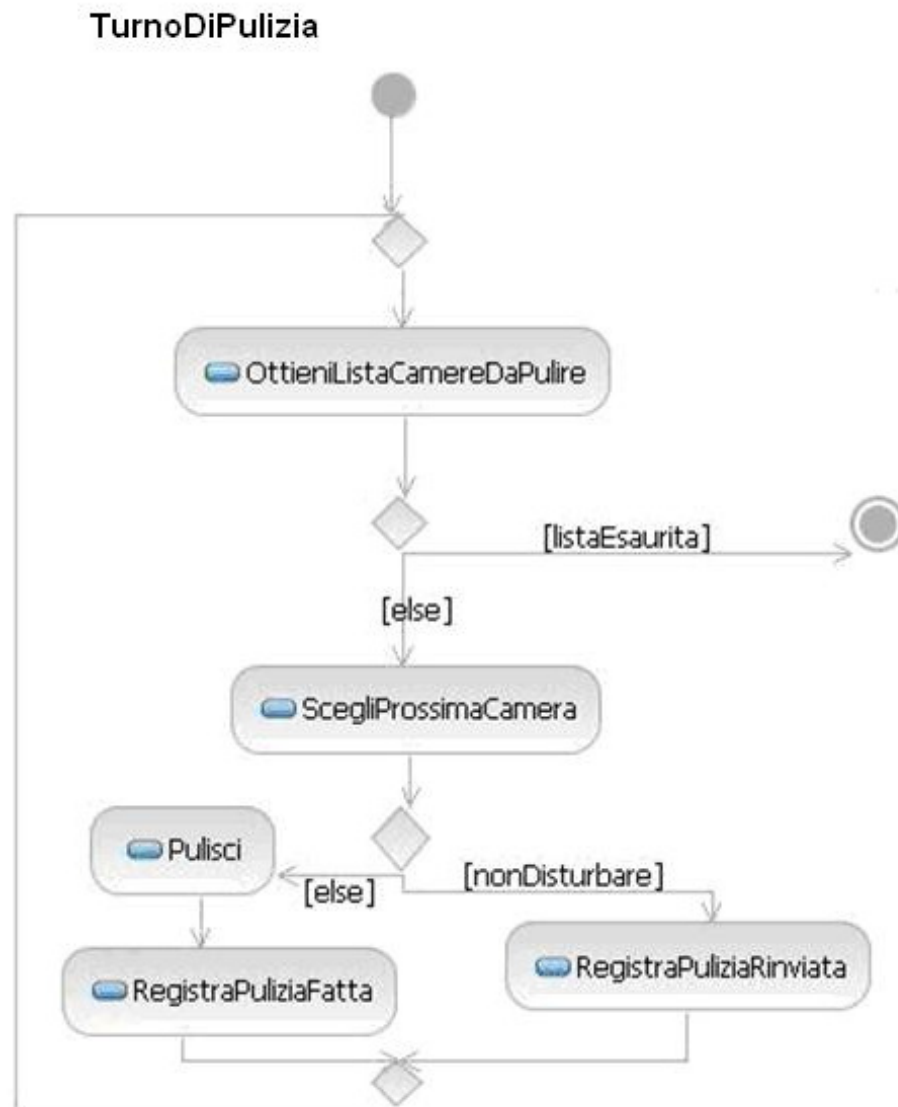 TurnoDiPulizia
OttieniListaCamereDaPulire
[listaEsaurita]
[else]
ScegliProssimaCamera
Pulisci
[else]
[nonDisturbare]
RegistraPuliziaFatta
RegistraPuliziaRinviata